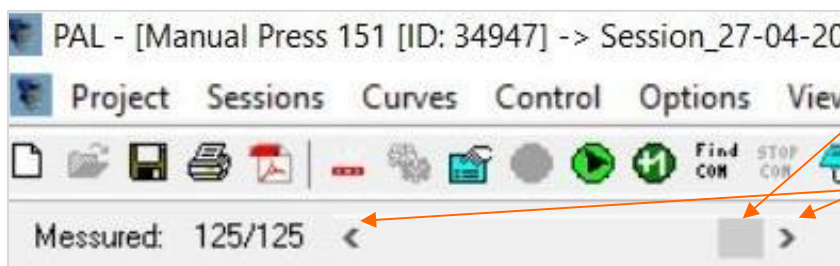 PAL - [Manual Press 151 [ID: 34947] -> Session_27-04-20
Project Sessions Curves Control Options View
+1 Find COM STOP COM
Messured: 125/125